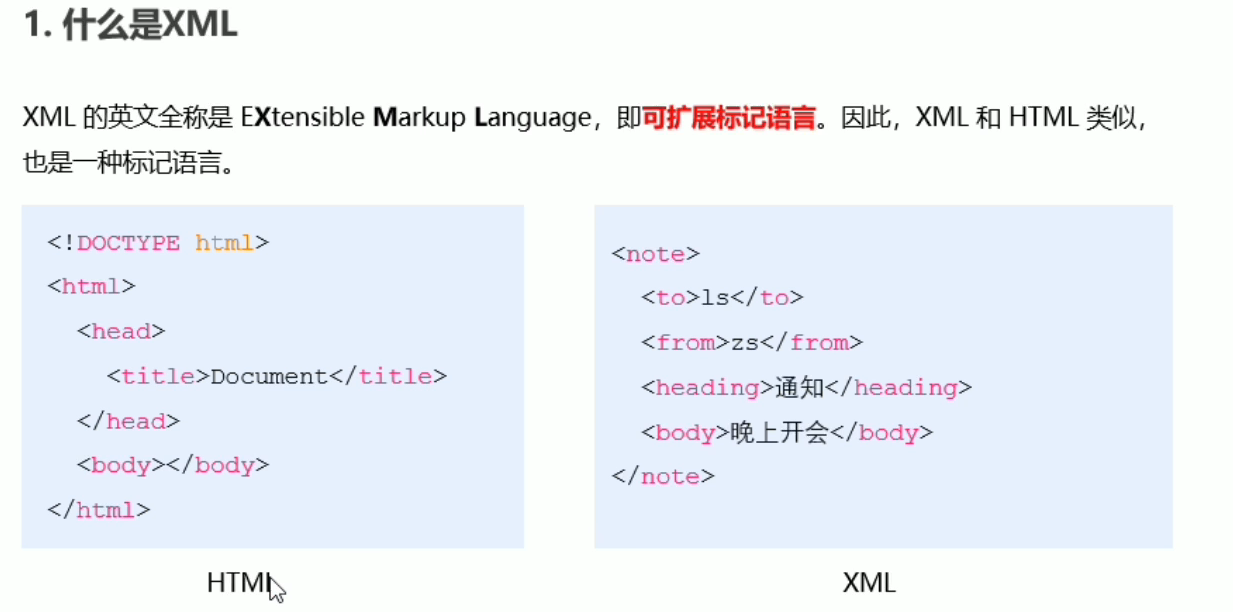 1. 什么是XML
XML 的英文全称是 EXtensible Markup Language，即可扩展标记语言。因此，XML 和 HTML 类似，
也是一种标记语言。
<!DOCTYPE html>
<html>
  <head>
    <title>Document</title>
  </head>
  <body></body>
</html>
HTML
<note>
  <to>ls</to>
  <from>zs</from>
  <heading>通知</heading>
  <body>晚上开会</body>
</note>
XML